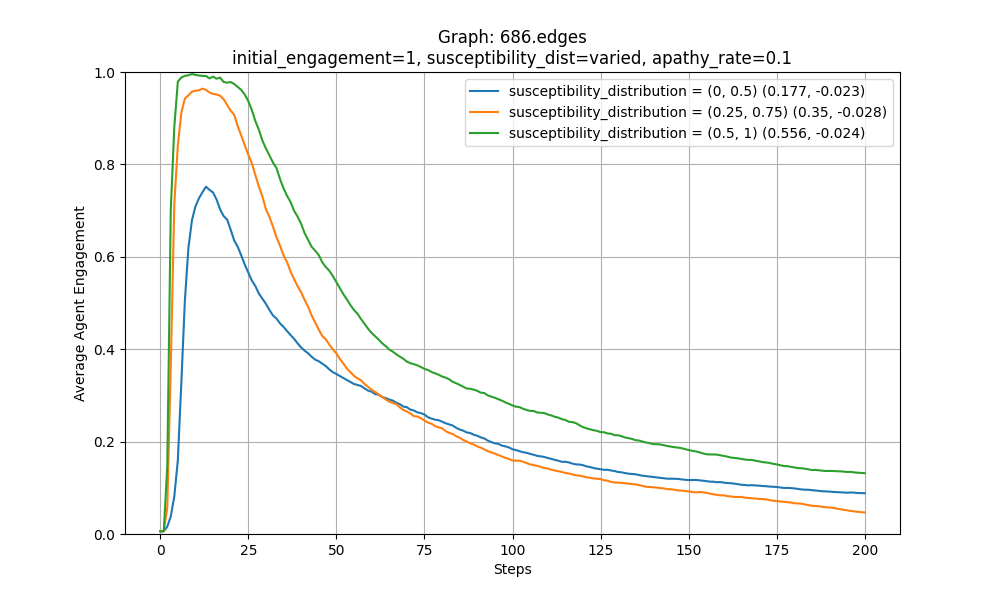 Graph: 686.edges
initial_engagement=1, susceptibility_dist=varied, apathy_rate=0.1
susceptibility_distribution = (0, 0.5) (0.177, -0.023)
susceptibility_distribution = (0.25, 0.75) (0.35, -0.028)
susceptibility_distribution = (0.5, 1) (0.556, -0.024)
Average Agent Engagement
1.0
0.8
0.6
0.4
0.2
0.0
0 25 50 75 100 125 150 175 200
Steps